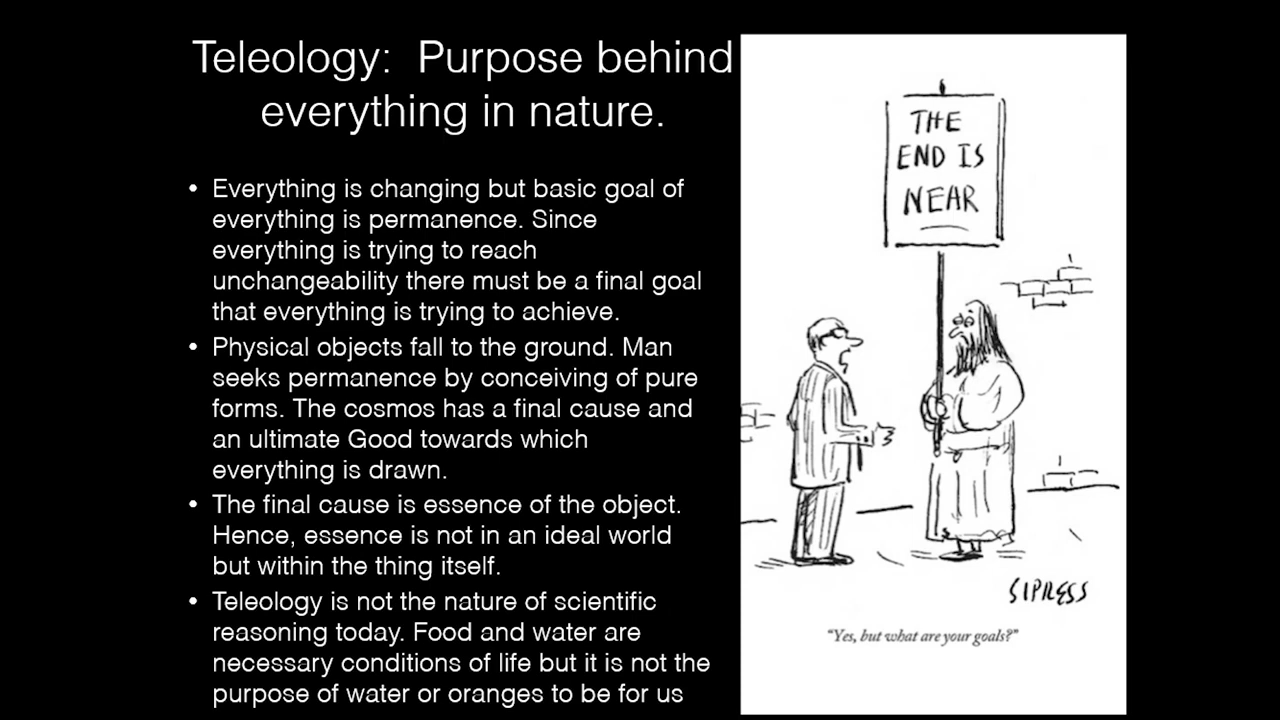 Teleology: Purpose behind
everything in nature.
• Everything is changing but basic goal of
everything is permanence. Since
everything is trying to reach
unchangeability there must be a final goal
that everything is trying to achieve.
• Physical objects fall to the ground. Man
seeks permanence by conceiving of pure
forms. The cosmos has a final cause and
an ultimate Good towards which
everything is drawn.
• The final cause is essence of the object.
Hence, essence is not in an ideal world
but within the thing itself.
• Teleology is not the nature of scientific
reasoning today. Food and water are
necessary conditions of life but it is not the
purpose of water or oranges to be for us
THE
END IS
NEAR
SIPRESS
“Yes, but what are your goals?”